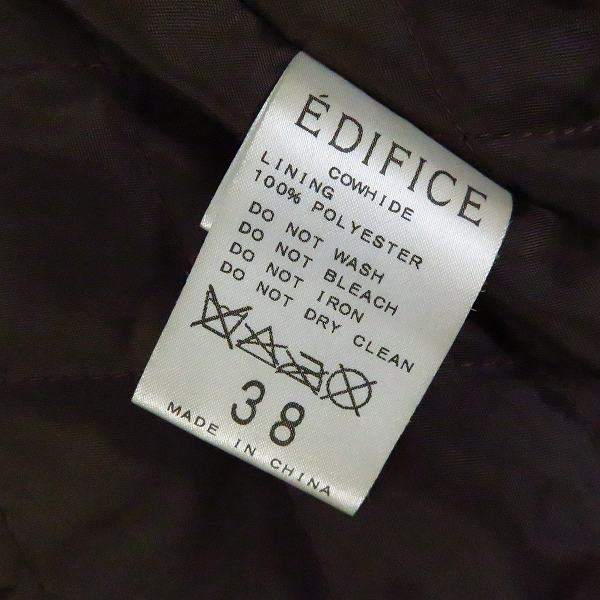 ÉDIFICE
COWHIDE
LINING
100% POLYESTER
DO NOT WASH
DO NOT BLEACH
DO NOT IRON
DO NOT DRY CLEAN
38
MADE IN CHINA